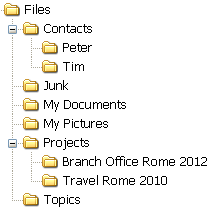 Files
Contacts
Peter
Tim
Junk
My Documents
My Pictures
Projects
Branch Office Rome 2012
Travel Rome 2010
Topics